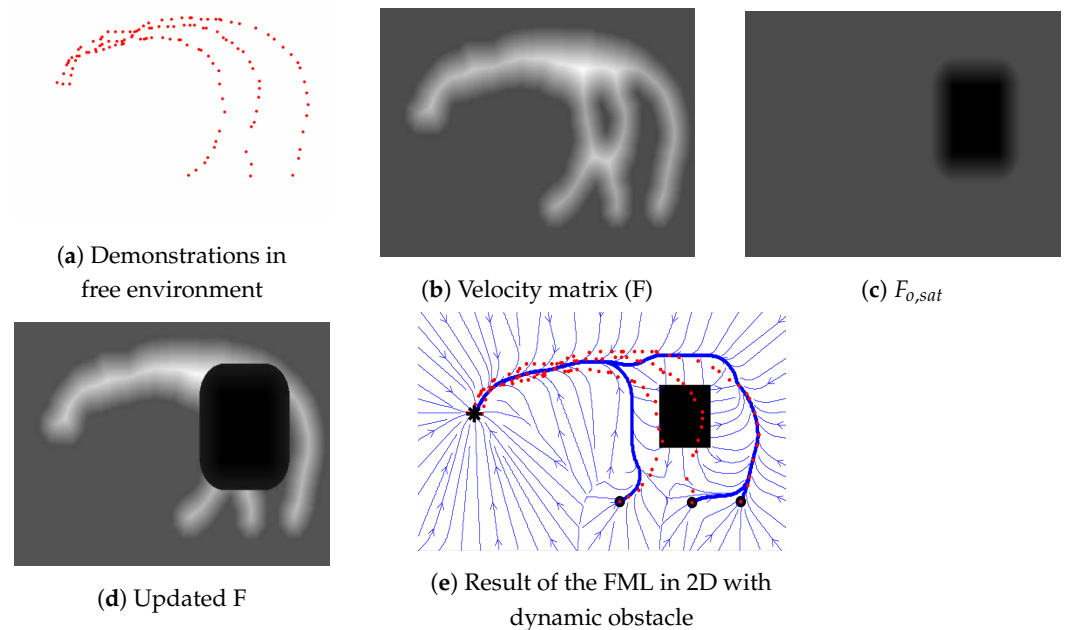 (a) Demonstrations in
free environment
(b) Velocity matrix (F)
(c) F_{o,sat}
(d) Updated F
(e) Result of the FML in 2D with
dynamic obstacle